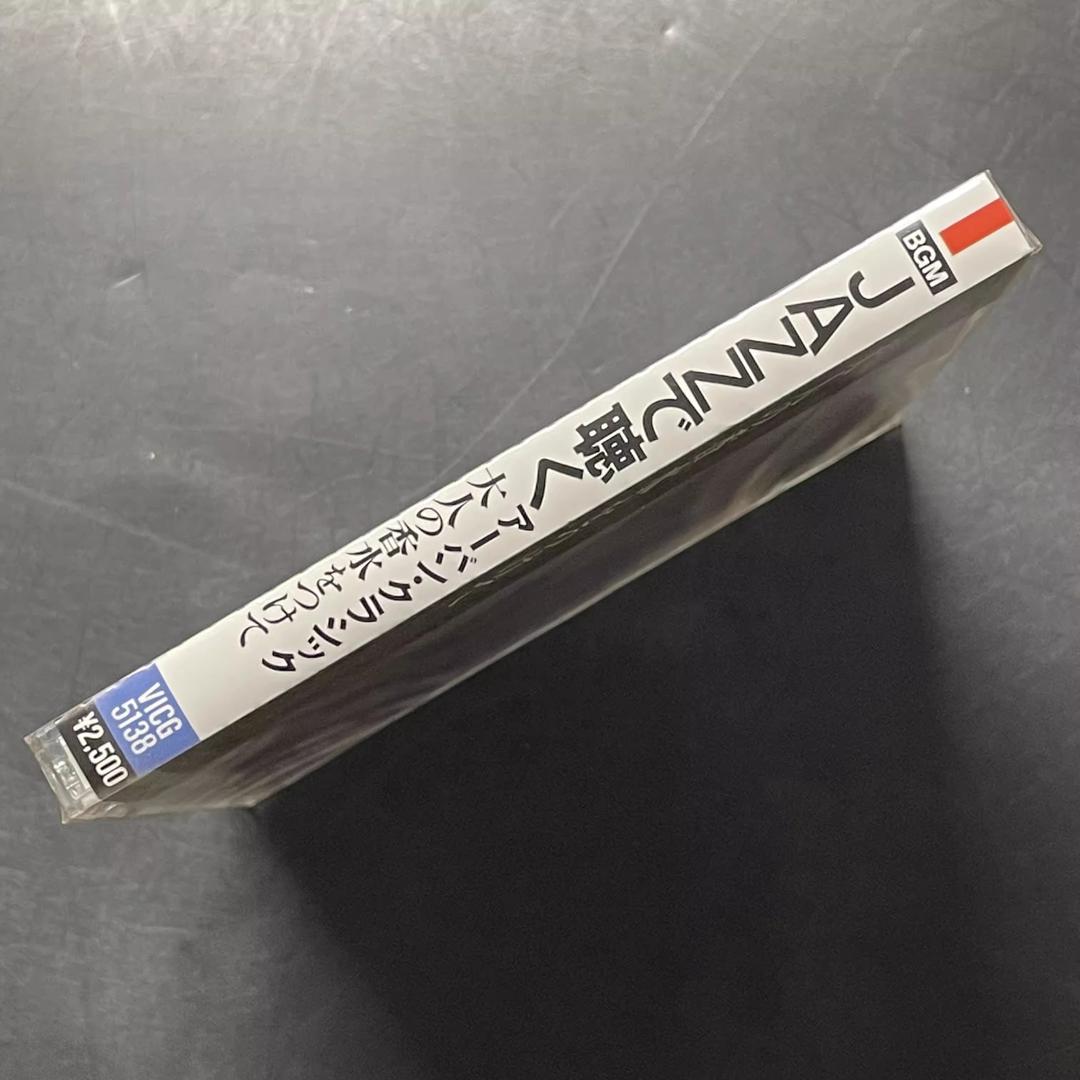 BGM
JAZZで聴く
アーバン・クラシック
大人の香水をつけて
VICG
5138
¥2,500